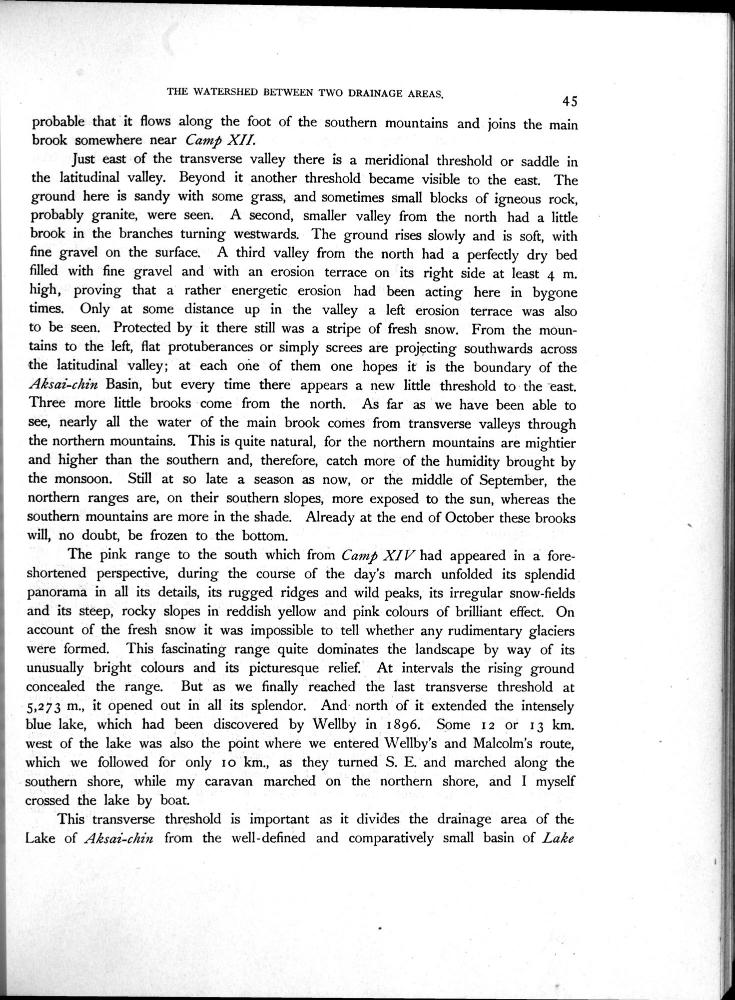 THE WATERSHED BETWEEN TWO DRAINAGE AREAS.
45
probable that it flows along the foot of the southern mountains and joins the main
brook somewhere near Camp XII.
Just east of the transverse valley there is a meridional threshold or saddle in
the latitudinal valley. Beyond it another threshold became visible to the east. The
ground here is sandy with some grass, and sometimes small blocks of igneous rock,
probably granite, were seen. A second, smaller valley from the north had a little
brook in the branches turning westwards. The ground rises slowly and is soft, with
fine gravel on the surface. A third valley from the north had a perfectly dry bed
filled with fine gravel and with an erosion terrace on its right side at least 4 m.
high, proving that a rather energetic erosion had been acting here in bygone
times. Only at some distance up in the valley a left erosion terrace was also
to be seen. Protected by it there still was a stripe of fresh snow. From the moun-
tains to the left, flat protuberances or simply screes are projecting southwards across
the latitudinal valley; at each one of them one hopes it is the boundary of the
Aksai-chin Basin, but every time there appears a new little threshold to the east.
Three more little brooks come from the north. As far as we have been able to
see, nearly all the water of the main brook comes from transverse valleys through
the northern mountains. This is quite natural, for the northern mountains are mightier
and higher than the southern and, therefore, catch more of the humidity brought by
the monsoon. Still at so late a season as now, or the middle of September, the
northern ranges are, on their southern slopes, more exposed to the sun, whereas the
southern mountains are more in the shade. Already at the end of October these brooks
will, no doubt, be frozen to the bottom.
The pink range to the south which from Camp XIV had appeared in a fore-
shortened perspective, during the course of the day's march unfolded its splendid
panorama in all its details, its rugged ridges and wild peaks, its irregular snow-fields
and its steep, rocky slopes in reddish yellow and pink colours of brilliant effect. On
account of the fresh snow it was impossible to tell whether any rudimentary glaciers
were formed. This fascinating range quite dominates the landscape by way of its
unusually bright colours and its picturesque relief. At intervals the rising ground
concealed the range. But as we finally reached the last transverse threshold at
5,273 m., it opened out in all its splendor. And north of it extended the intensely
blue lake, which had been discovered by Wellby in 1896. Some 12 or 13 km.
west of the lake was also the point where we entered Wellby's and Malcolm's route,
which we followed for only 10 km., as they turned S. E. and marched along the
southern shore, while my caravan marched on the northern shore, and I myself
crossed the lake by boat.
This transverse threshold is important as it divides the drainage area of the
Lake of Aksai-chin from the well-defined and comparatively small basin of Lake